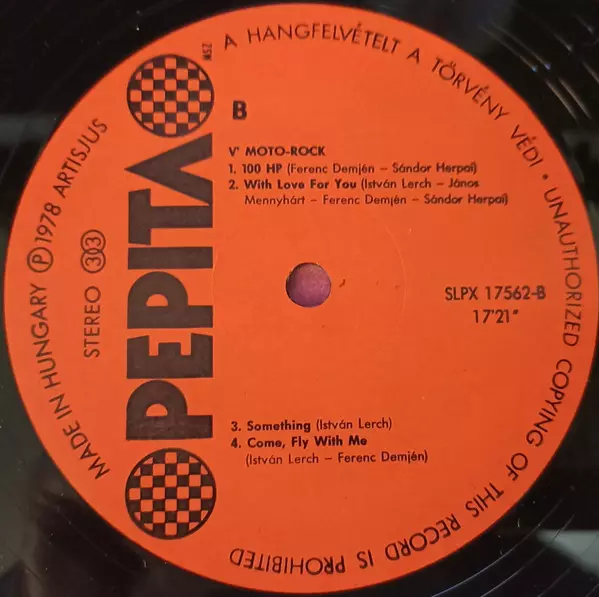 A HANGFELVÉTELT A TÖRVÉNY VÉDI • UNAUTHORIZED COPYING OF THIS RECORD IS PROHIBITED
MADE IN HUNGARY Ⓟ 1978 ARTISJUS
STEREO 33
PEPITA
MSZ
B
V' MOTO-ROCK
1. 100 HP (Ferenc Demjén – Sándor Herpai)
2. With Love For You (István Lerch – János
Mennyhárt – Ferenc Demjén – Sándor Herpai)
SLPX 17562-B
17'21"
3. Something (István Lerch)
4. Come, Fly With Me
(István Lerch – Ferenc Demjén)